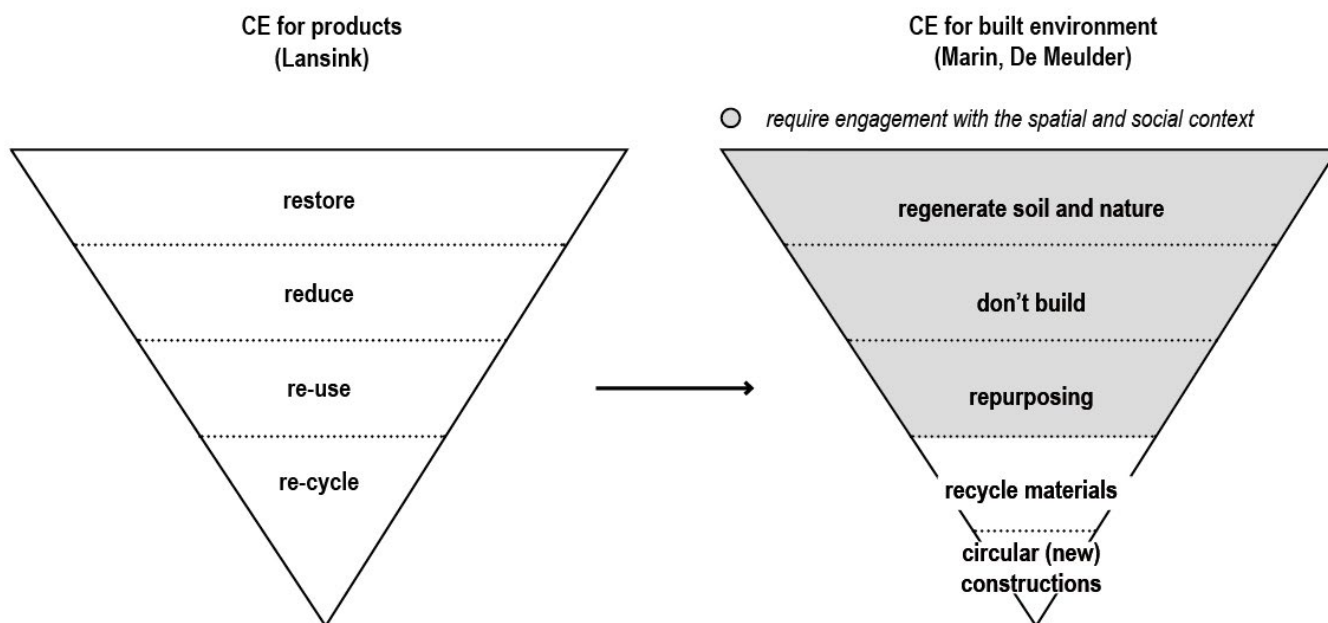 CE for products
(Lansink)
restore
reduce
re-use
re-cycle
CE for built environment
(Marin, De Meulder)
require engagement with the spatial and social context
regenerate soil and nature
don't build
repurposing
recycle materials
circular (new)
constructions